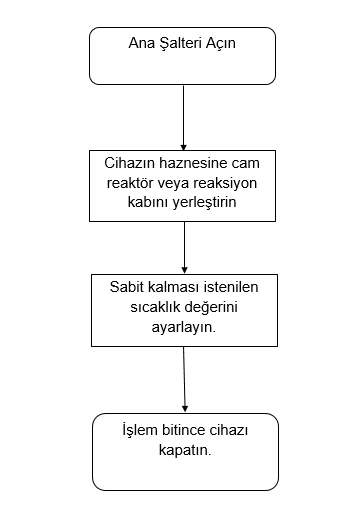 Ana Şalteri Açın
Cihazın haznesine cam
reaktör veya reaksiyon
kabını yerleştirin
Sabit kalması istenilen
sıcaklık değerini
ayarlayın.
İşlem bitince cihazı
kapatın.